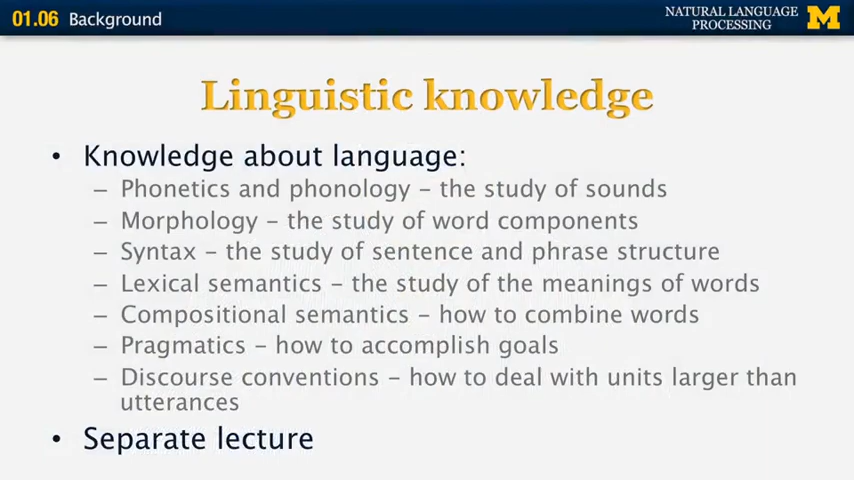 01.06 Background
NATURAL LANGUAGE
PROCESSING
M
Linguistic knowledge
• Knowledge about language:
– Phonetics and phonology – the study of sounds
– Morphology – the study of word components
– Syntax – the study of sentence and phrase structure
– Lexical semantics – the study of the meanings of words
– Compositional semantics – how to combine words
– Pragmatics – how to accomplish goals
– Discourse conventions – how to deal with units larger than
utterances
• Separate lecture